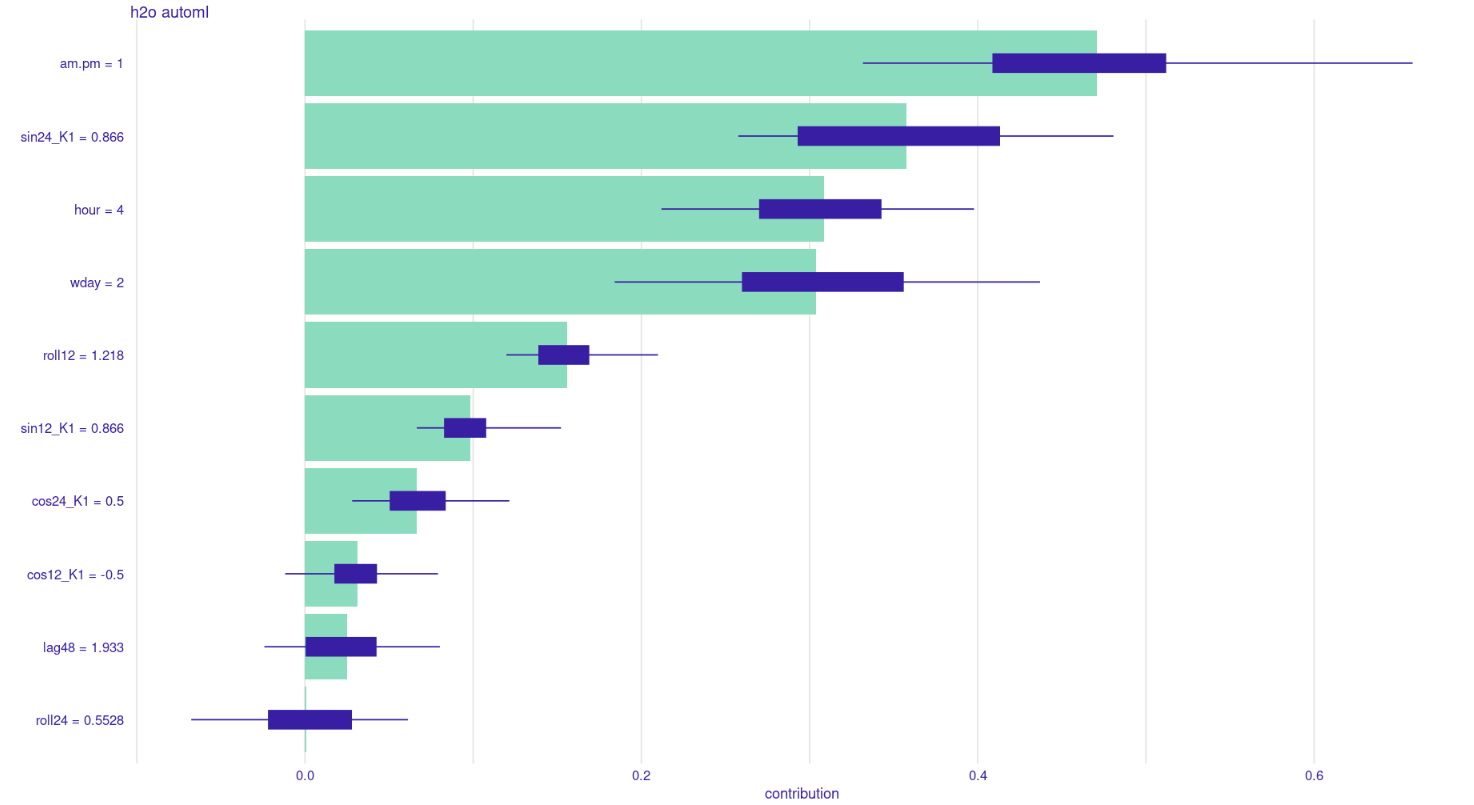 h2o automl
am.pm = 1
sin24_K1 = 0.866
hour = 4
wday = 2
roll12 = 1.218
sin12_K1 = 0.866
cos24_K1 = 0.5
cos12_K1 = -0.5
lag48 = 1.933
roll24 = 0.5528
0.0 0.2 0.4 0.6
contribution